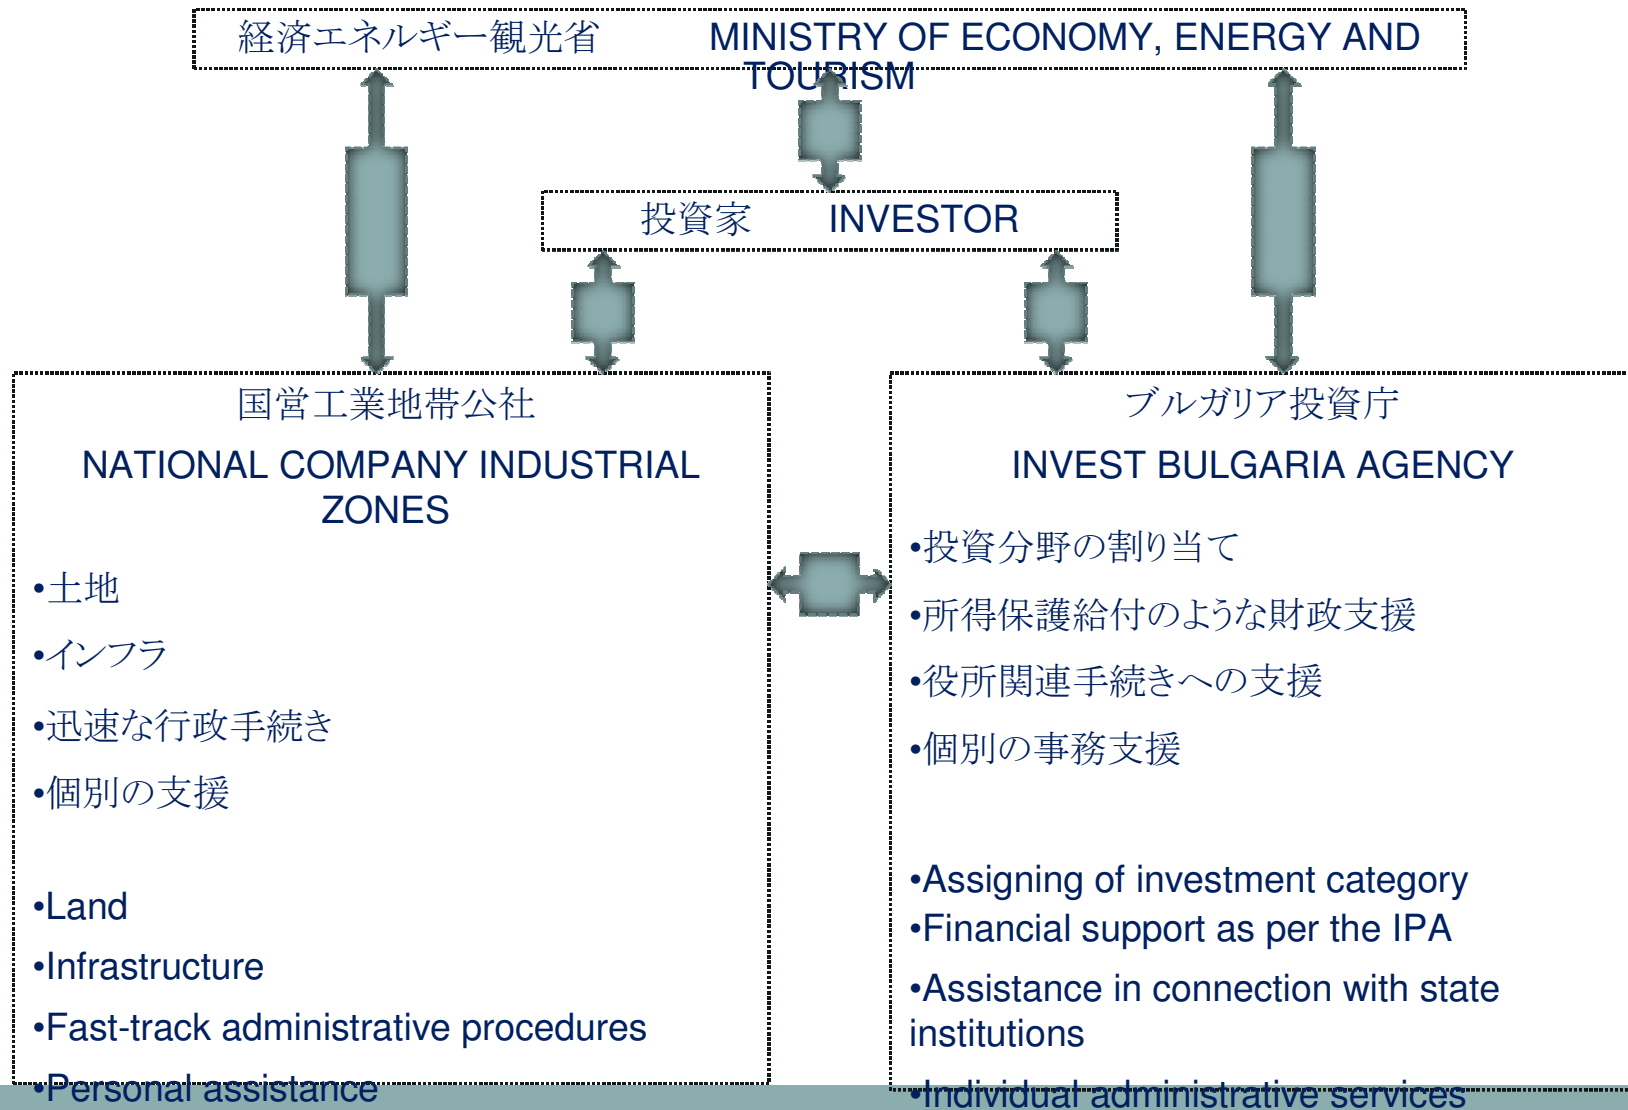 経済エネルギー観光省 MINISTRY OF ECONOMY, ENERGY AND
TOURISM
投資家 INVESTOR
国営工業地帯公社
NATIONAL COMPANY INDUSTRIAL
ZONES
•土地
•インフラ
•迅速な行政手続き
•個別の支援
•Land
•Infrastructure
•Fast-track administrative procedures
•Personal assistance
ブルガリア投資庁
INVEST BULGARIA AGENCY
•投資分野の割り当て
•所得保護給付のような財政支援
•役所関連手続きへの支援
•個別の事務支援
•Assigning of investment category
•Financial support as per the IPA
•Assistance in connection with state
institutions
•Individual administrative services